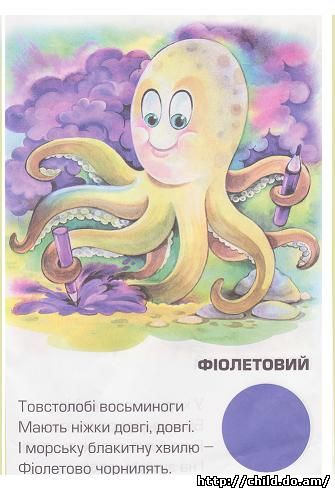 ФІОЛЕТОВИЙ
Товстолобі восьминоги
Мають ніжки довгі, довгі.
І морську блакитну хвилю –
Фіолетово чорнилять.
http://child.do.am/